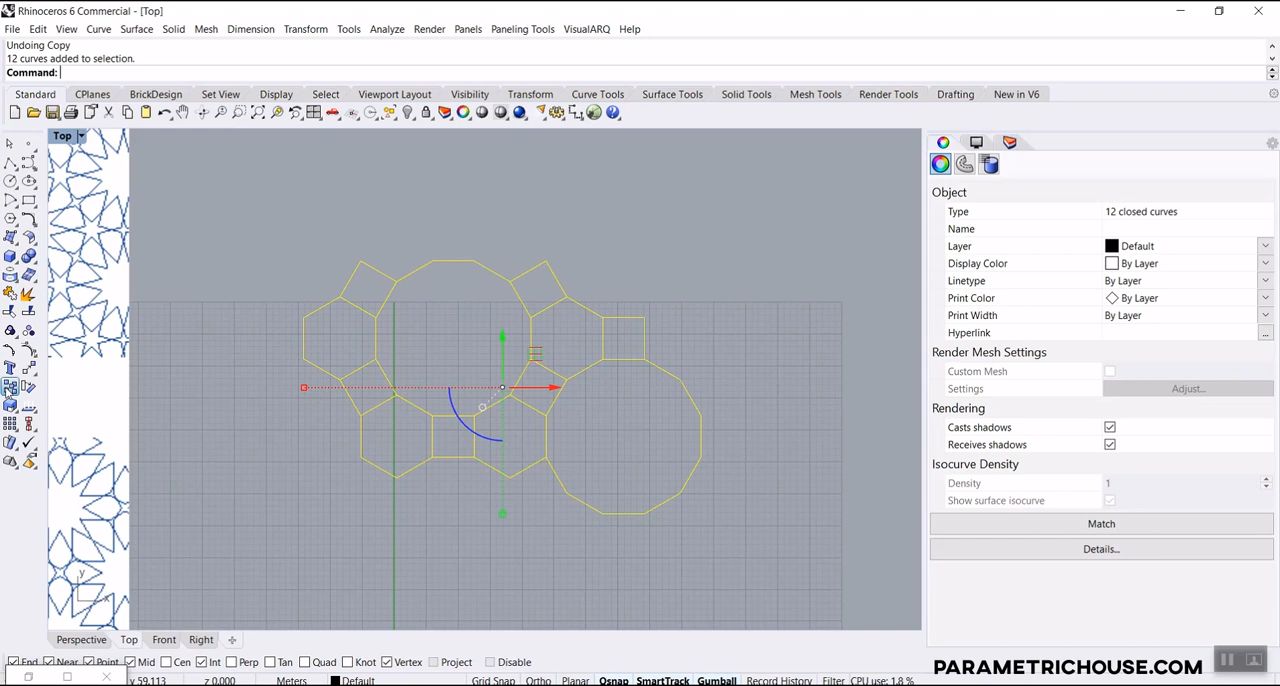 Rhinoceros 6 Commercial - [Top]
File Edit View Curve Surface Solid Mesh Dimension Transform Tools Analyze Render Panels Paneling Tools VisualARQ Help
Undoing Copy
12 curves added to selection.
Command:
Standard CPlanes BrickDesign Set View Display Select Viewport Layout Visibility Transform Curve Tools Surface Tools Solid Tools Mesh Tools Render Tools Drafting New in V6
Top
Object
Type 12 closed curves
Name
Layer Default
Display Color By Layer
Linetype By Layer
Print Color By Layer
Print Width By Layer
Hyperlink ...
Render Mesh Settings
Custom Mesh
Settings Adjust...
Rendering
Casts shadows
Receives shadows
Isocurve Density
Density 1
Show surface isocurve
Match
Details...
y
x
Perspective Top Front Right
End Near Point Mid Cen Int Perp Tan Quad Knot Vertex Project Disable
PARAMETRICHOUSE.COM
y 59.113 z 0.000 Meters Default Grid Snap Ortho Planar Osnap SmartTrack Gumball Record History Filter CPU use: 1.8 %